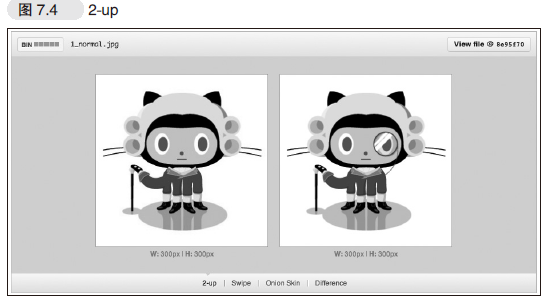 图 7.4 2-up
BIN 1_normal.jpg View file @ 8e95f70
W: 300px | H: 300px W: 300px | H: 300px
2-up | Swipe | Onion Skin | Difference